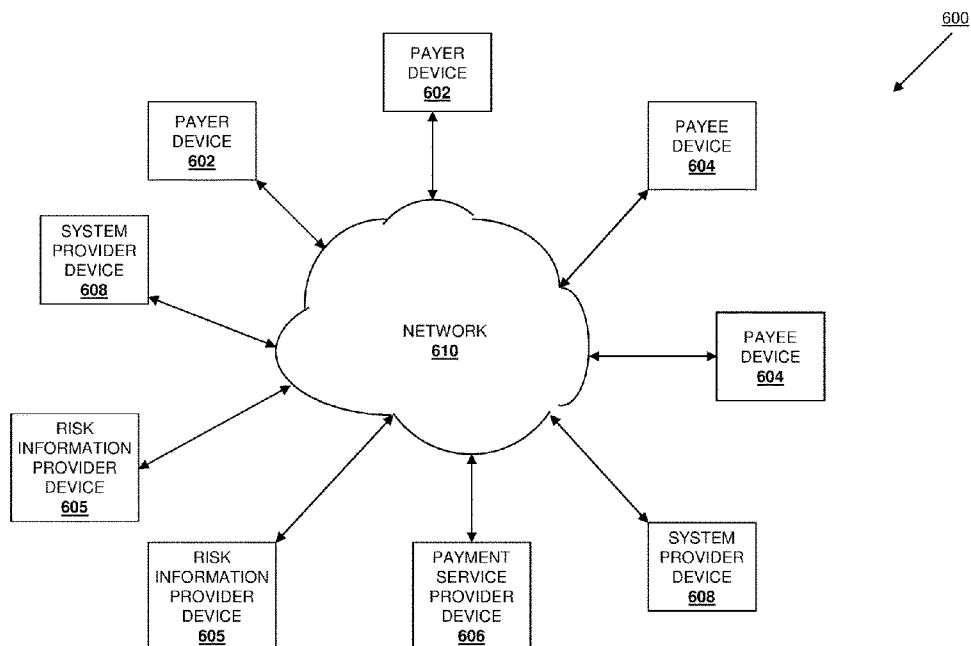 600
PAYER
DEVICE
602
PAYER
DEVICE
602
PAYEE
DEVICE
604
SYSTEM
PROVIDER
DEVICE
608
NETWORK
610
PAYEE
DEVICE
604
RISK
INFORMATION
PROVIDER
DEVICE
605
RISK
INFORMATION
PROVIDER
DEVICE
605
PAYMENT
SERVICE
PROVIDER
DEVICE
606
SYSTEM
PROVIDER
DEVICE
608